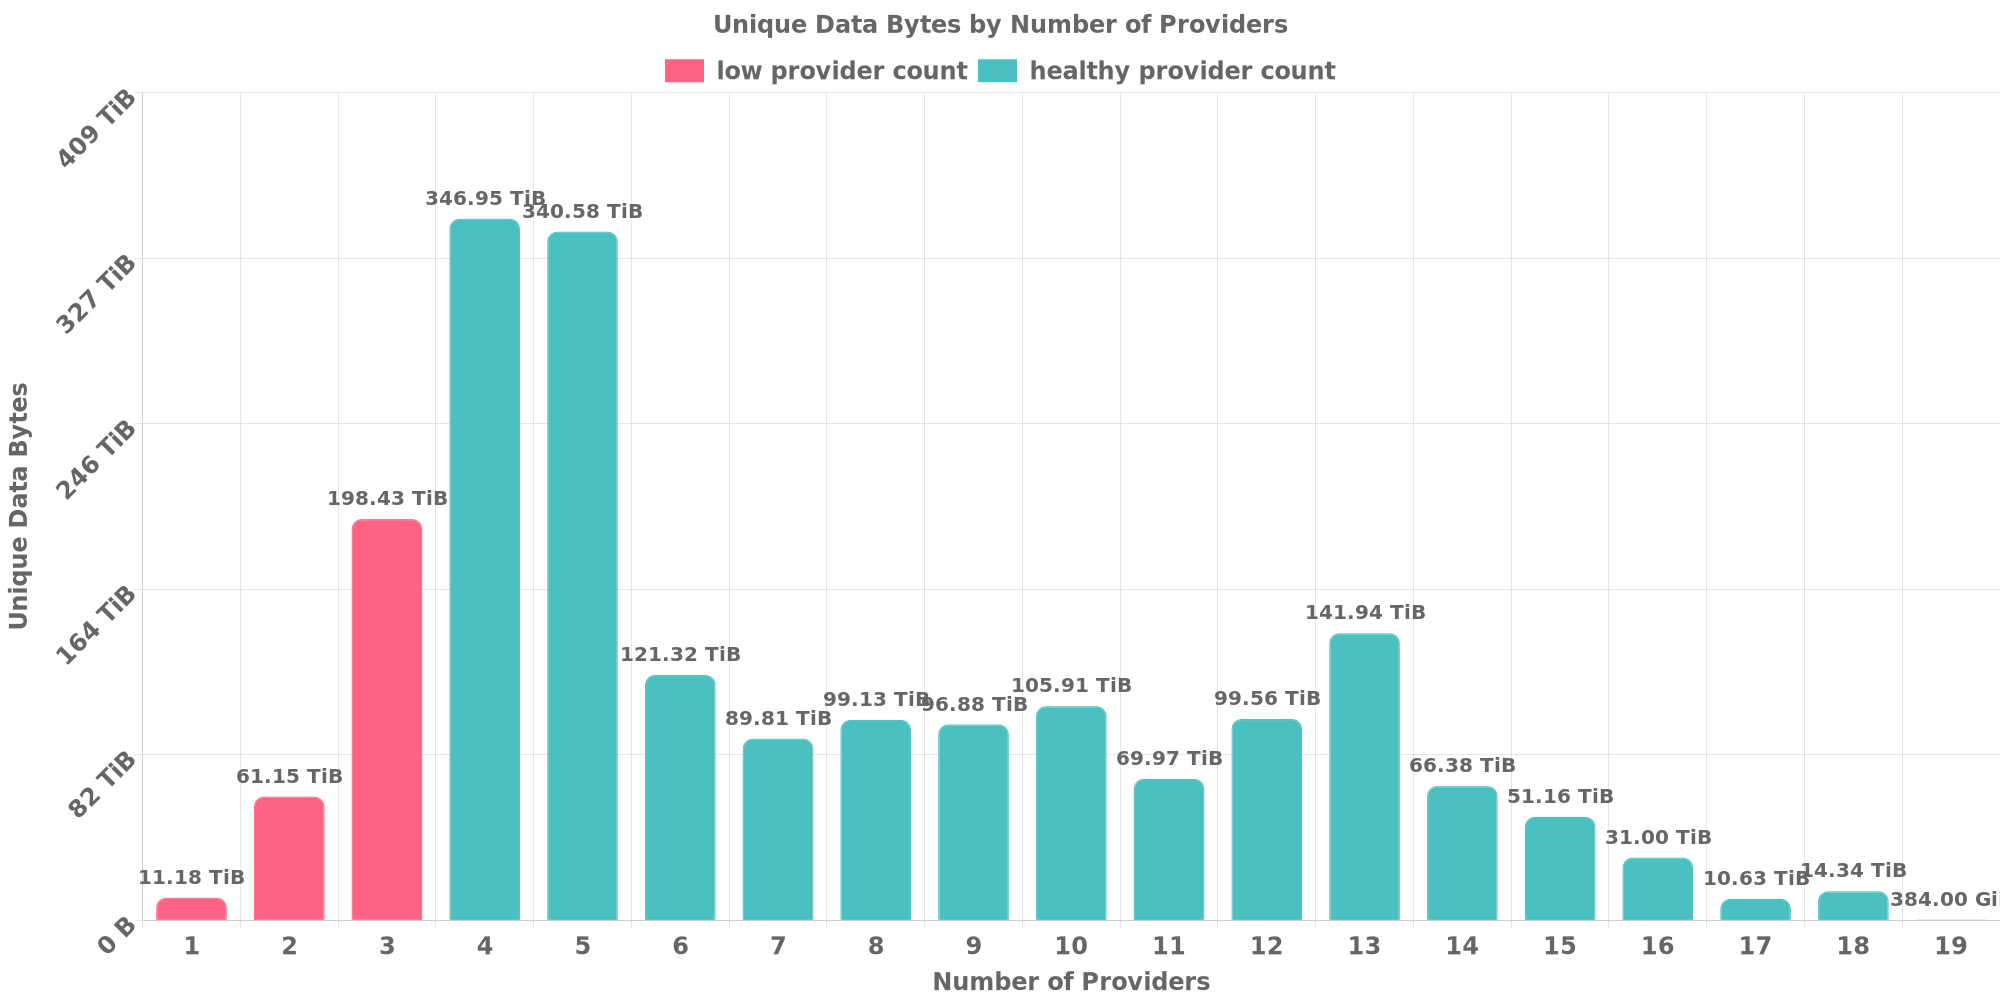 Unique Data Bytes by Number of Providers
low provider count healthy provider count
Unique Data Bytes
409 TiB
327 TiB
246 TiB
164 TiB
82 TiB
0 B
11.18 TiB
61.15 TiB
198.43 TiB
346.95 TiB
340.58 TiB
121.32 TiB
89.81 TiB
99.13 TiB
96.88 TiB
105.91 TiB
69.97 TiB
99.56 TiB
141.94 TiB
66.38 TiB
51.16 TiB
31.00 TiB
10.63 TiB
14.34 TiB
384.00 Gi
1 2 3 4 5 6 7 8 9 10 11 12 13 14 15 16 17 18 19
Number of Providers